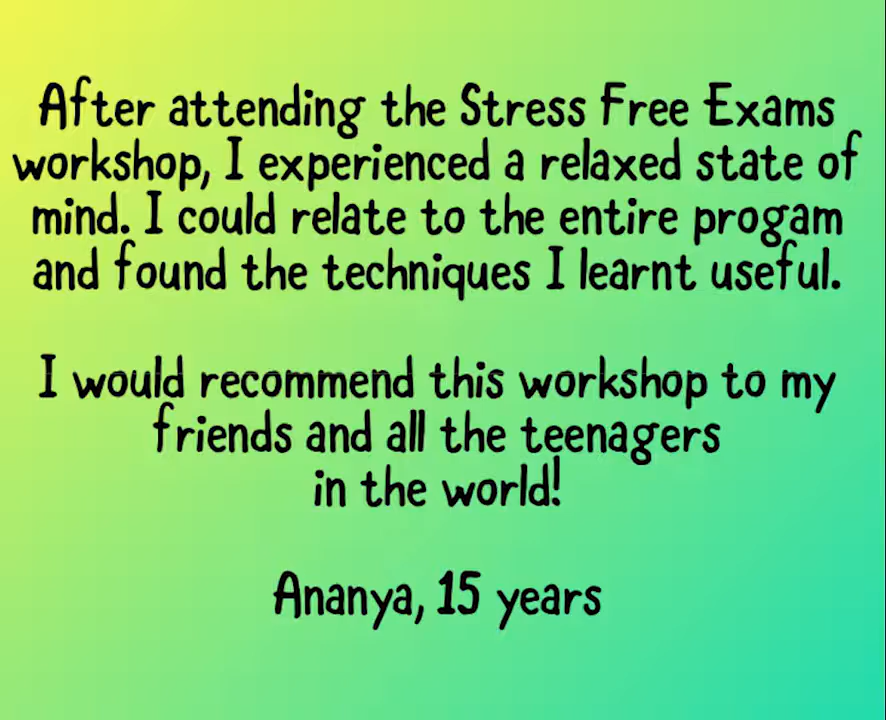 After attending the Stress Free Exams
workshop, I experienced a relaxed state of
mind. I could relate to the entire progam
and found the techniques I learnt useful.
I would recommend this workshop to my
friends and all the teenagers
in the world!
Ananya, 15 years